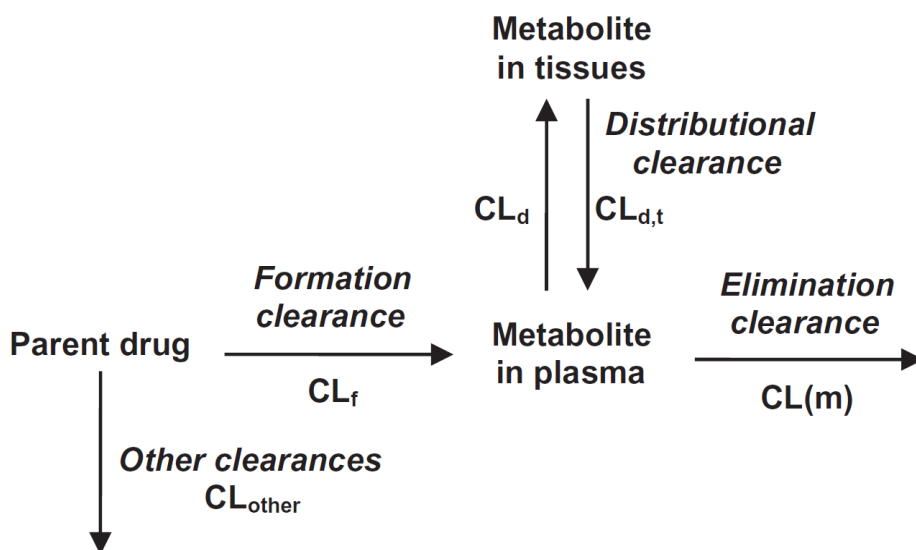 Metabolite
in tissues
Distributional
clearance
CLd
CLd,t
Formation
clearance
Elimination
clearance
Parent drug
Metabolite
in plasma
CLf
CL(m)
Other clearances
CLother